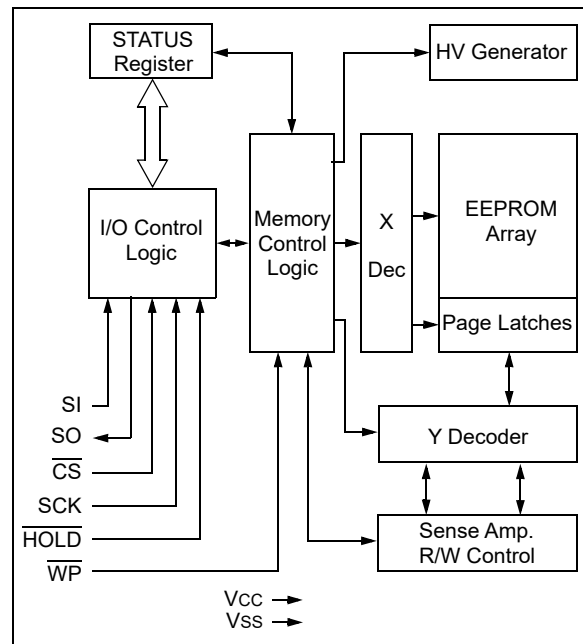 STATUS
Register
HV Generator
I/O Control
Logic
Memory
Control
Logic
X
Dec
EEPROM
Array
Page Latches
SI
SO
CS
SCK
HOLD
WP
Y Decoder
Sense Amp.
R/W Control
VCC
VSS